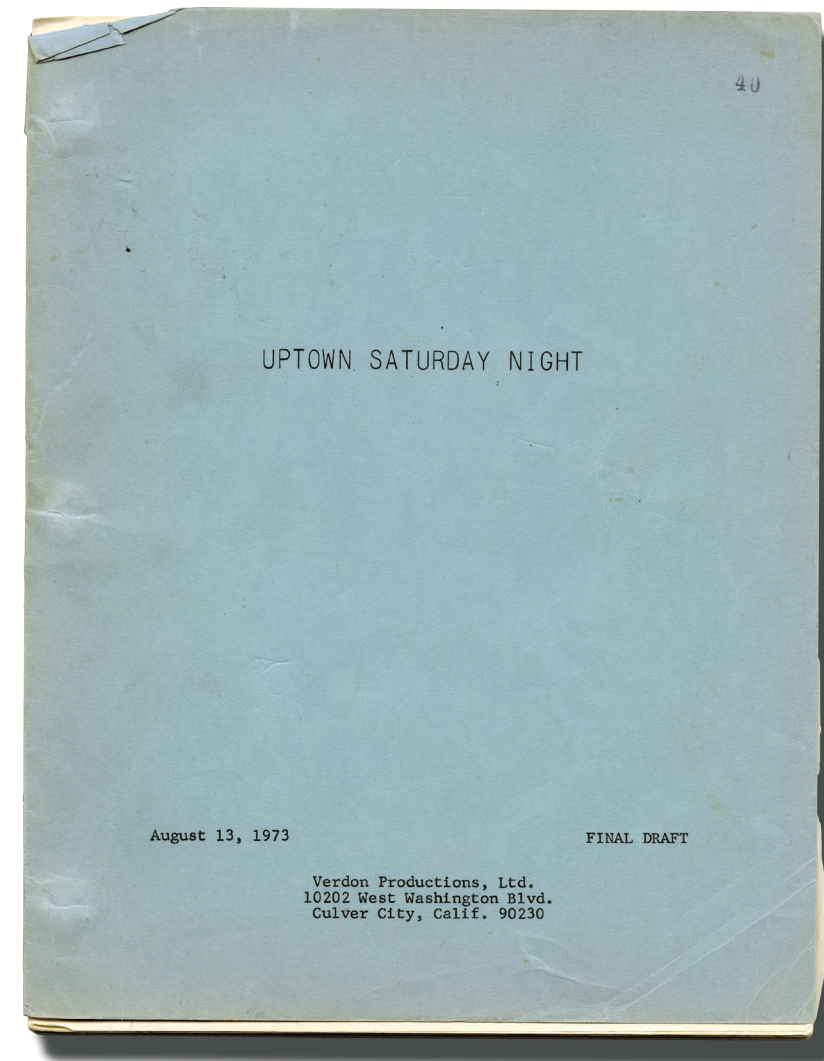 40
UPTOWN SATURDAY NIGHT
August 13, 1973
FINAL DRAFT
Verdon Productions, Ltd.
10202 West Washington Blvd.
Culver City, Calif. 90230